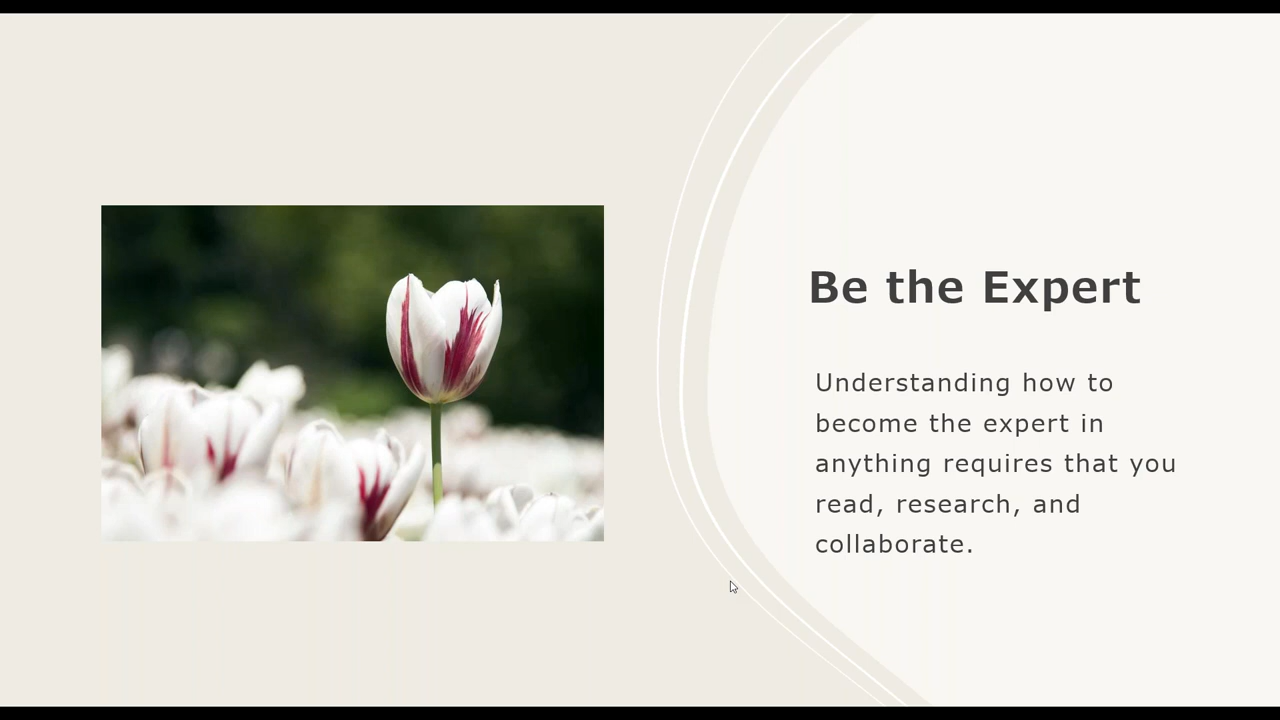 Be the Expert
Understanding how to
become the expert in
anything requires that you
read, research, and
collaborate.